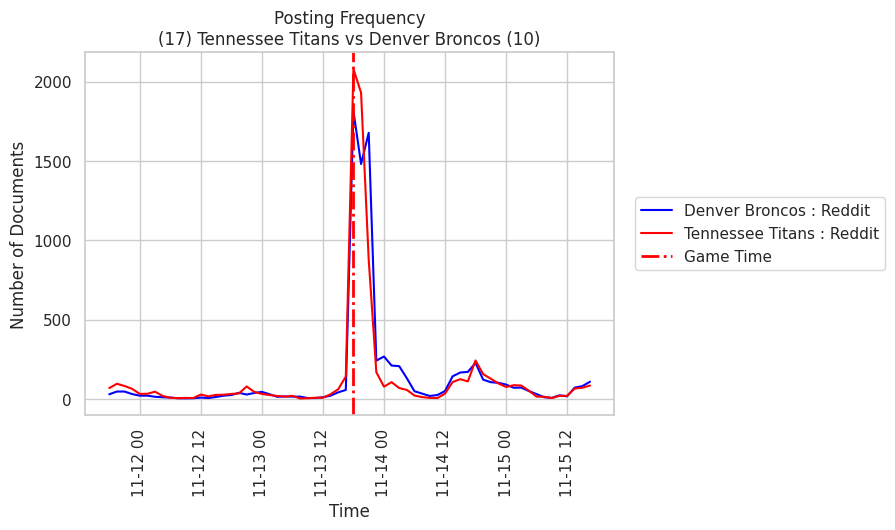 Posting Frequency
(17) Tennessee Titans vs Denver Broncos (10)
Number of Documents
2000
1500
1000
500
0
Denver Broncos : Reddit
Tennessee Titans : Reddit
Game Time
11-12 00
11-12 12
11-13 00
11-13 12
11-14 00
11-14 12
11-15 00
11-15 12
Time